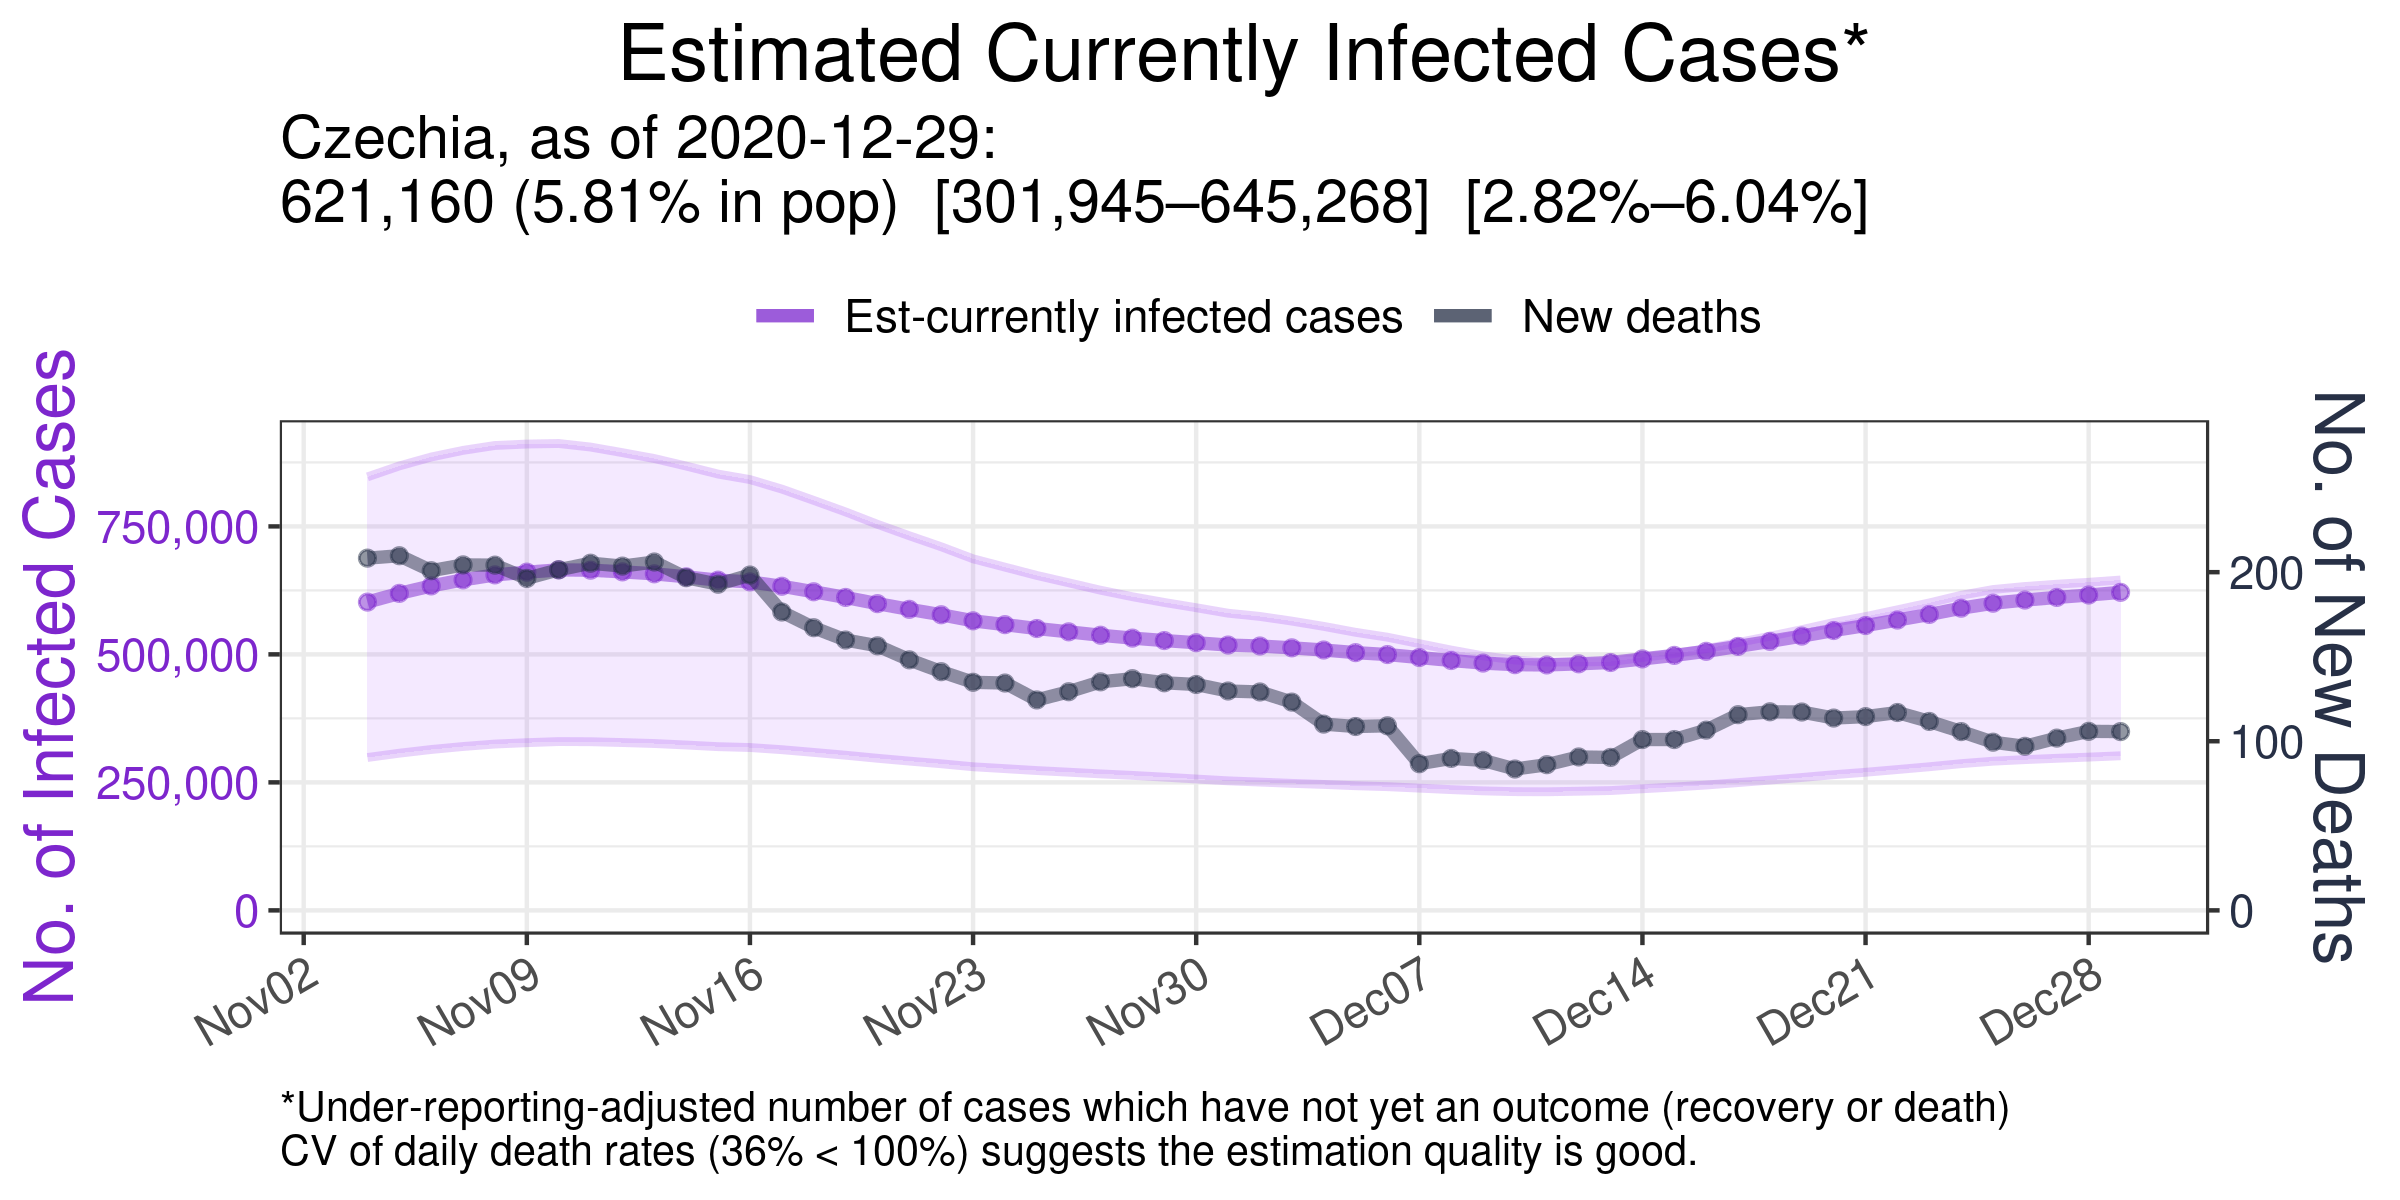 Estimated Currently Infected Cases*
Czechia, as of 2020-12-29:
621,160 (5.81% in pop)  [301,945–645,268]  [2.82%–6.04%]
Est-currently infected cases
New deaths
No. of Infected Cases
750,000
500,000
250,000
0
No. of New Deaths
200
100
0
Nov02
Nov09
Nov16
Nov23
Nov30
Dec07
Dec14
Dec21
Dec28
*Under-reporting-adjusted number of cases which have not yet an outcome (recovery or death)
CV of daily death rates (36% < 100%) suggests the estimation quality is good.